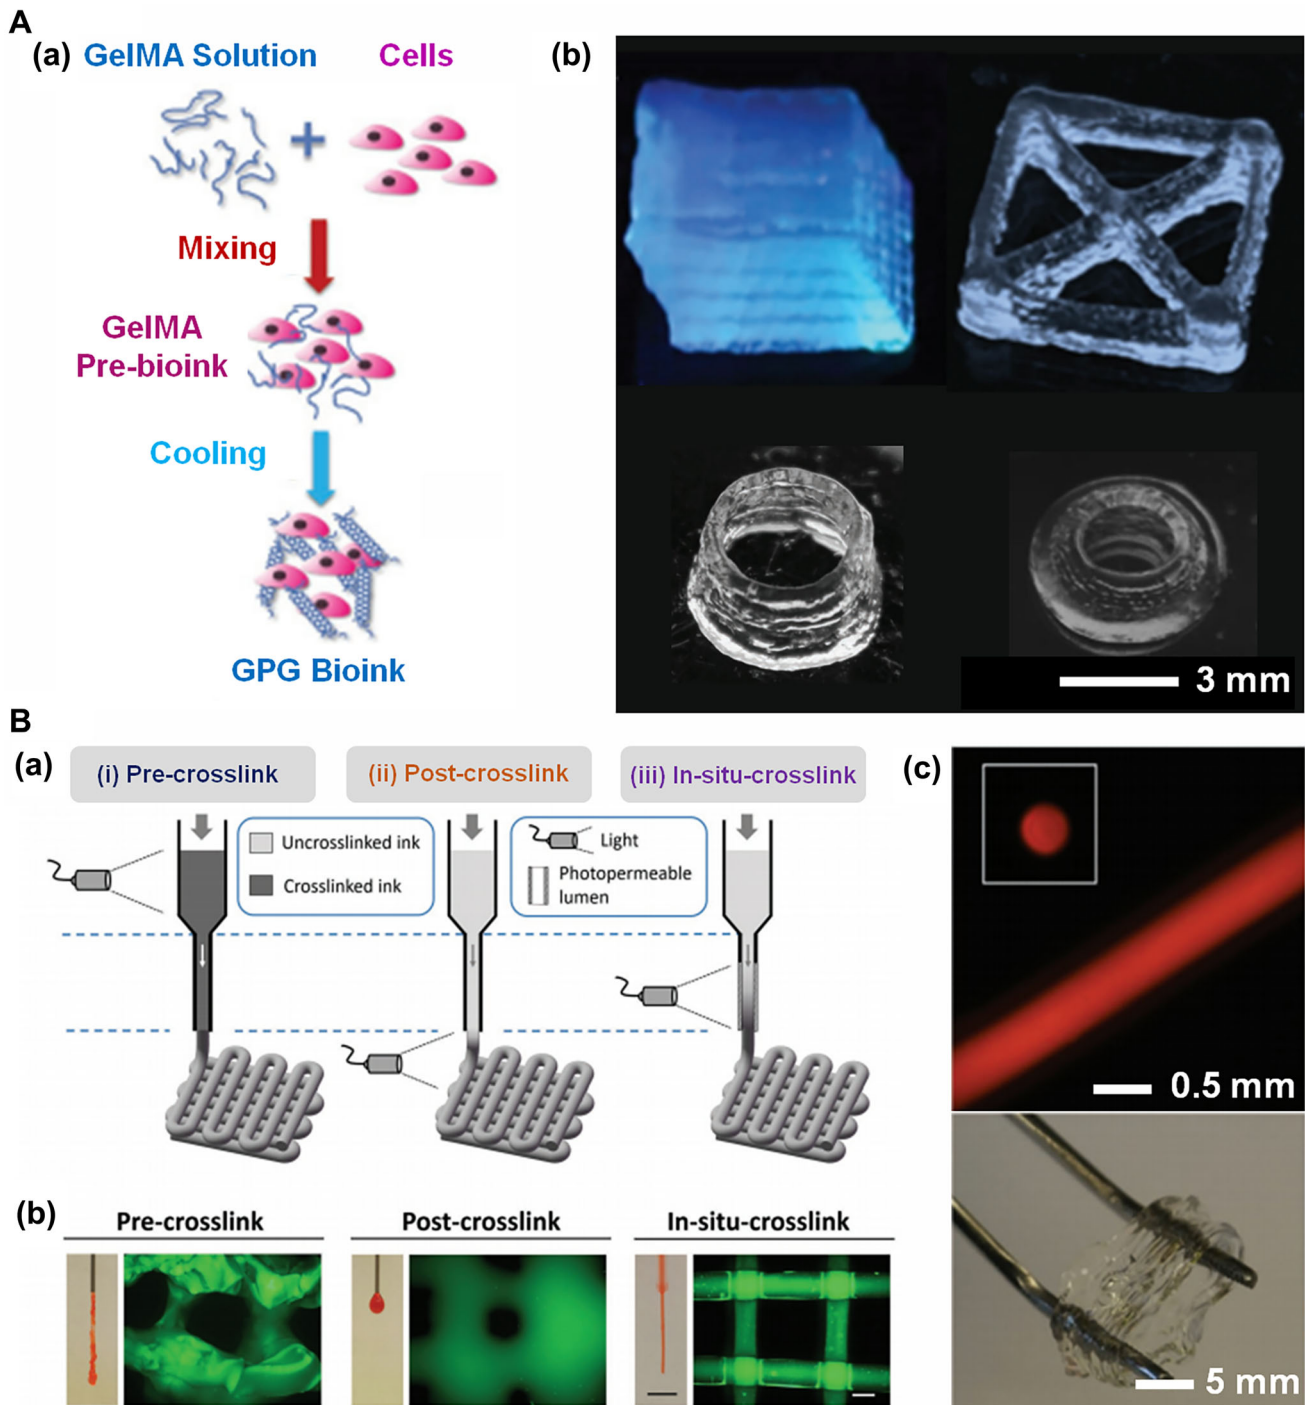 A
(a) GelMA Solution Cells
Mixing
GelMA
Pre-bioink
Cooling
GPG Bioink
(b)
3 mm
B
(a)
(i) Pre-crosslink
(ii) Post-crosslink
(iii) In-situ-crosslink
Uncrosslinked ink
Crosslinked ink
Light
Photopermeable
lumen
(b)
Pre-crosslink
Post-crosslink
In-situ-crosslink
(c)
0.5 mm
5 mm